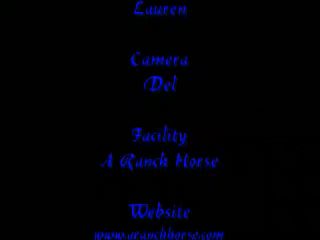 Lauren
Camera
Del
Facility
A Ranch Horse
Website
www.aranchhorse.com